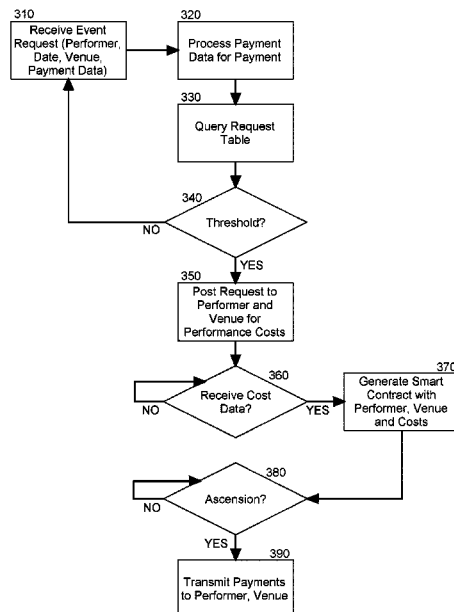 310
Receive Event
Request (Performer,
Date, Venue,
Payment Data)
320
Process Payment
Data for Payment
330
Query Request
Table
340
Threshold?
NO
YES
350
Post Request to
Performer and
Venue for
Performance Costs
360
Receive Cost
Data?
NO
YES
370
Generate Smart
Contract with
Performer, Venue
and Costs
380
Ascension?
NO
YES
390
Transmit Payments
to Performer, Venue